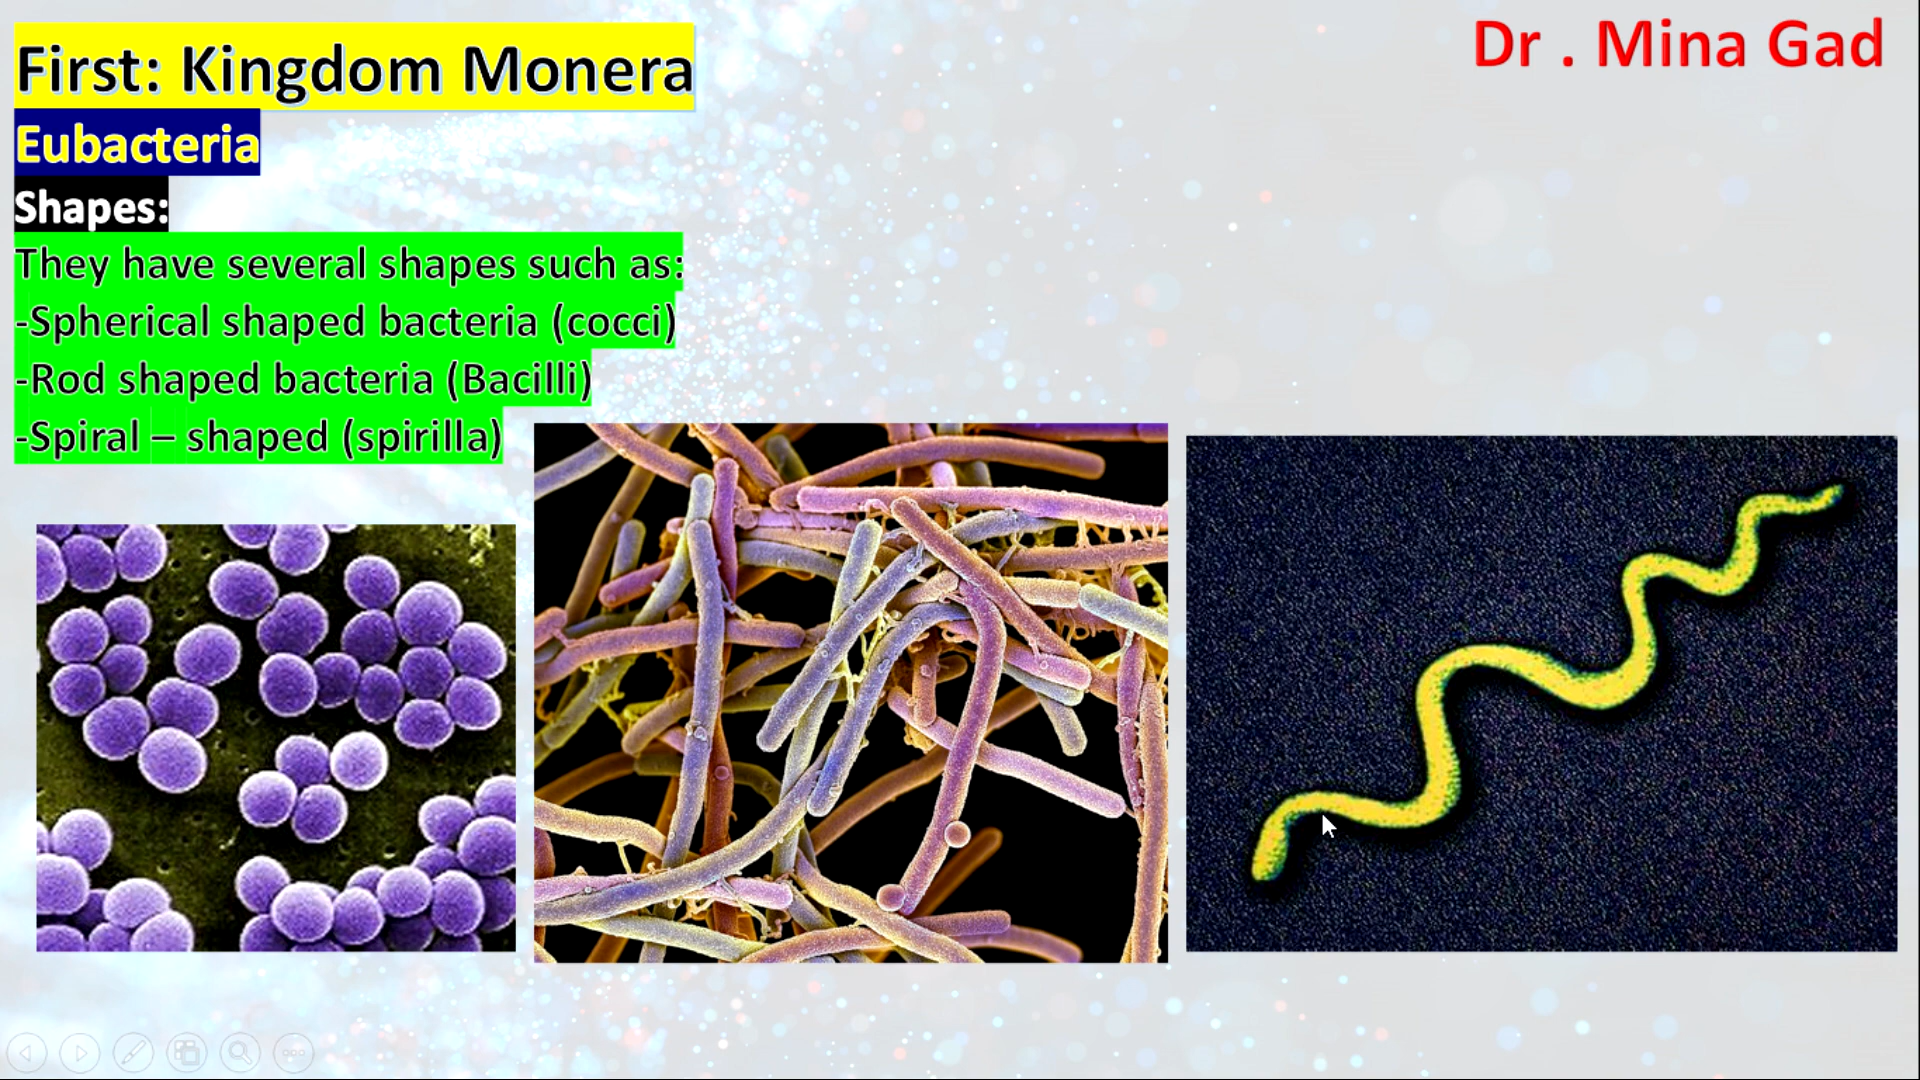 First: Kingdom Monera
Dr . Mina Gad
Eubacteria
Shapes:
They have several shapes such as:
-Spherical shaped bacteria (cocci)
-Rod shaped bacteria (Bacilli)
-Spiral – shaped (spirilla)